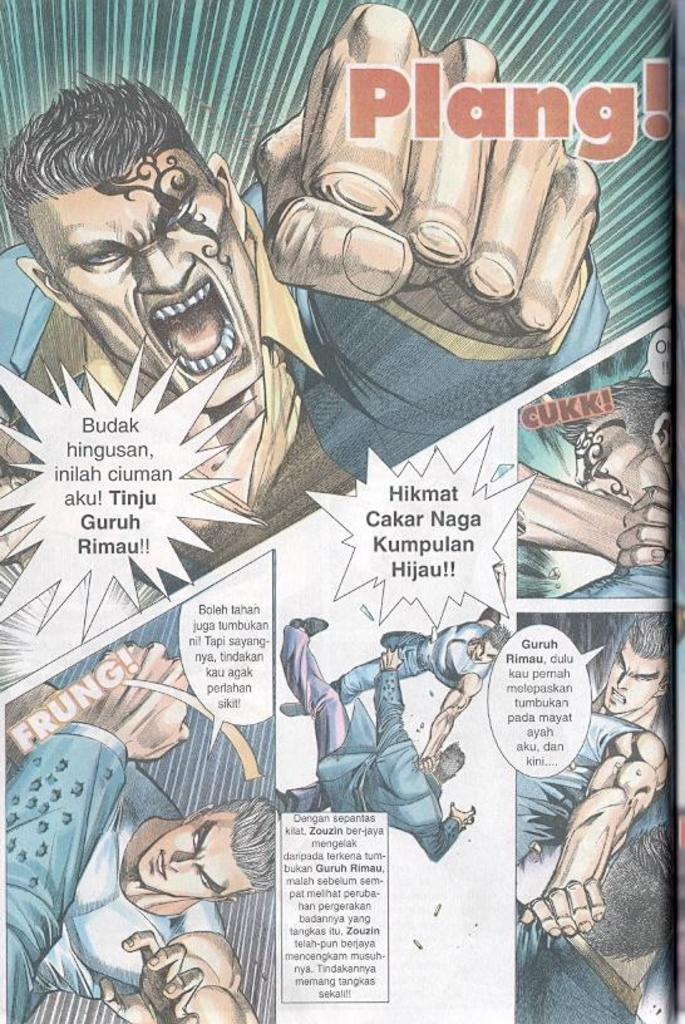 Plang!
Budak
hingusan,
inilah ciuman
aku! Tinju
Guruh
Rimau!!
Hikmat
Cakar Naga
Kumpulan
Hijau!!
CUKK!
Boleh tahan
juga tumbukan
ni! Tapi sayang-
nya, tindakan
kau agak
perlahan
sikit!
FRUNG!
Dengan sepantas
kilat, Zouzin ber-jaya
mengelak
daripada terkena tum-
bukan Guruh Rimau,
malah sebelum sem-
pat melihat peruba-
han pergerakan
badannya yang
tangkas itu, Zouzin
telah-pun berjaya
mencengkam musuh-
nya. Tindakannya
memang tangkas
sekali!!
Guruh
Rimau, dulu
kau pernah
melepaskan
tumbukan
pada mayat
ayah
aku, dan
kini....